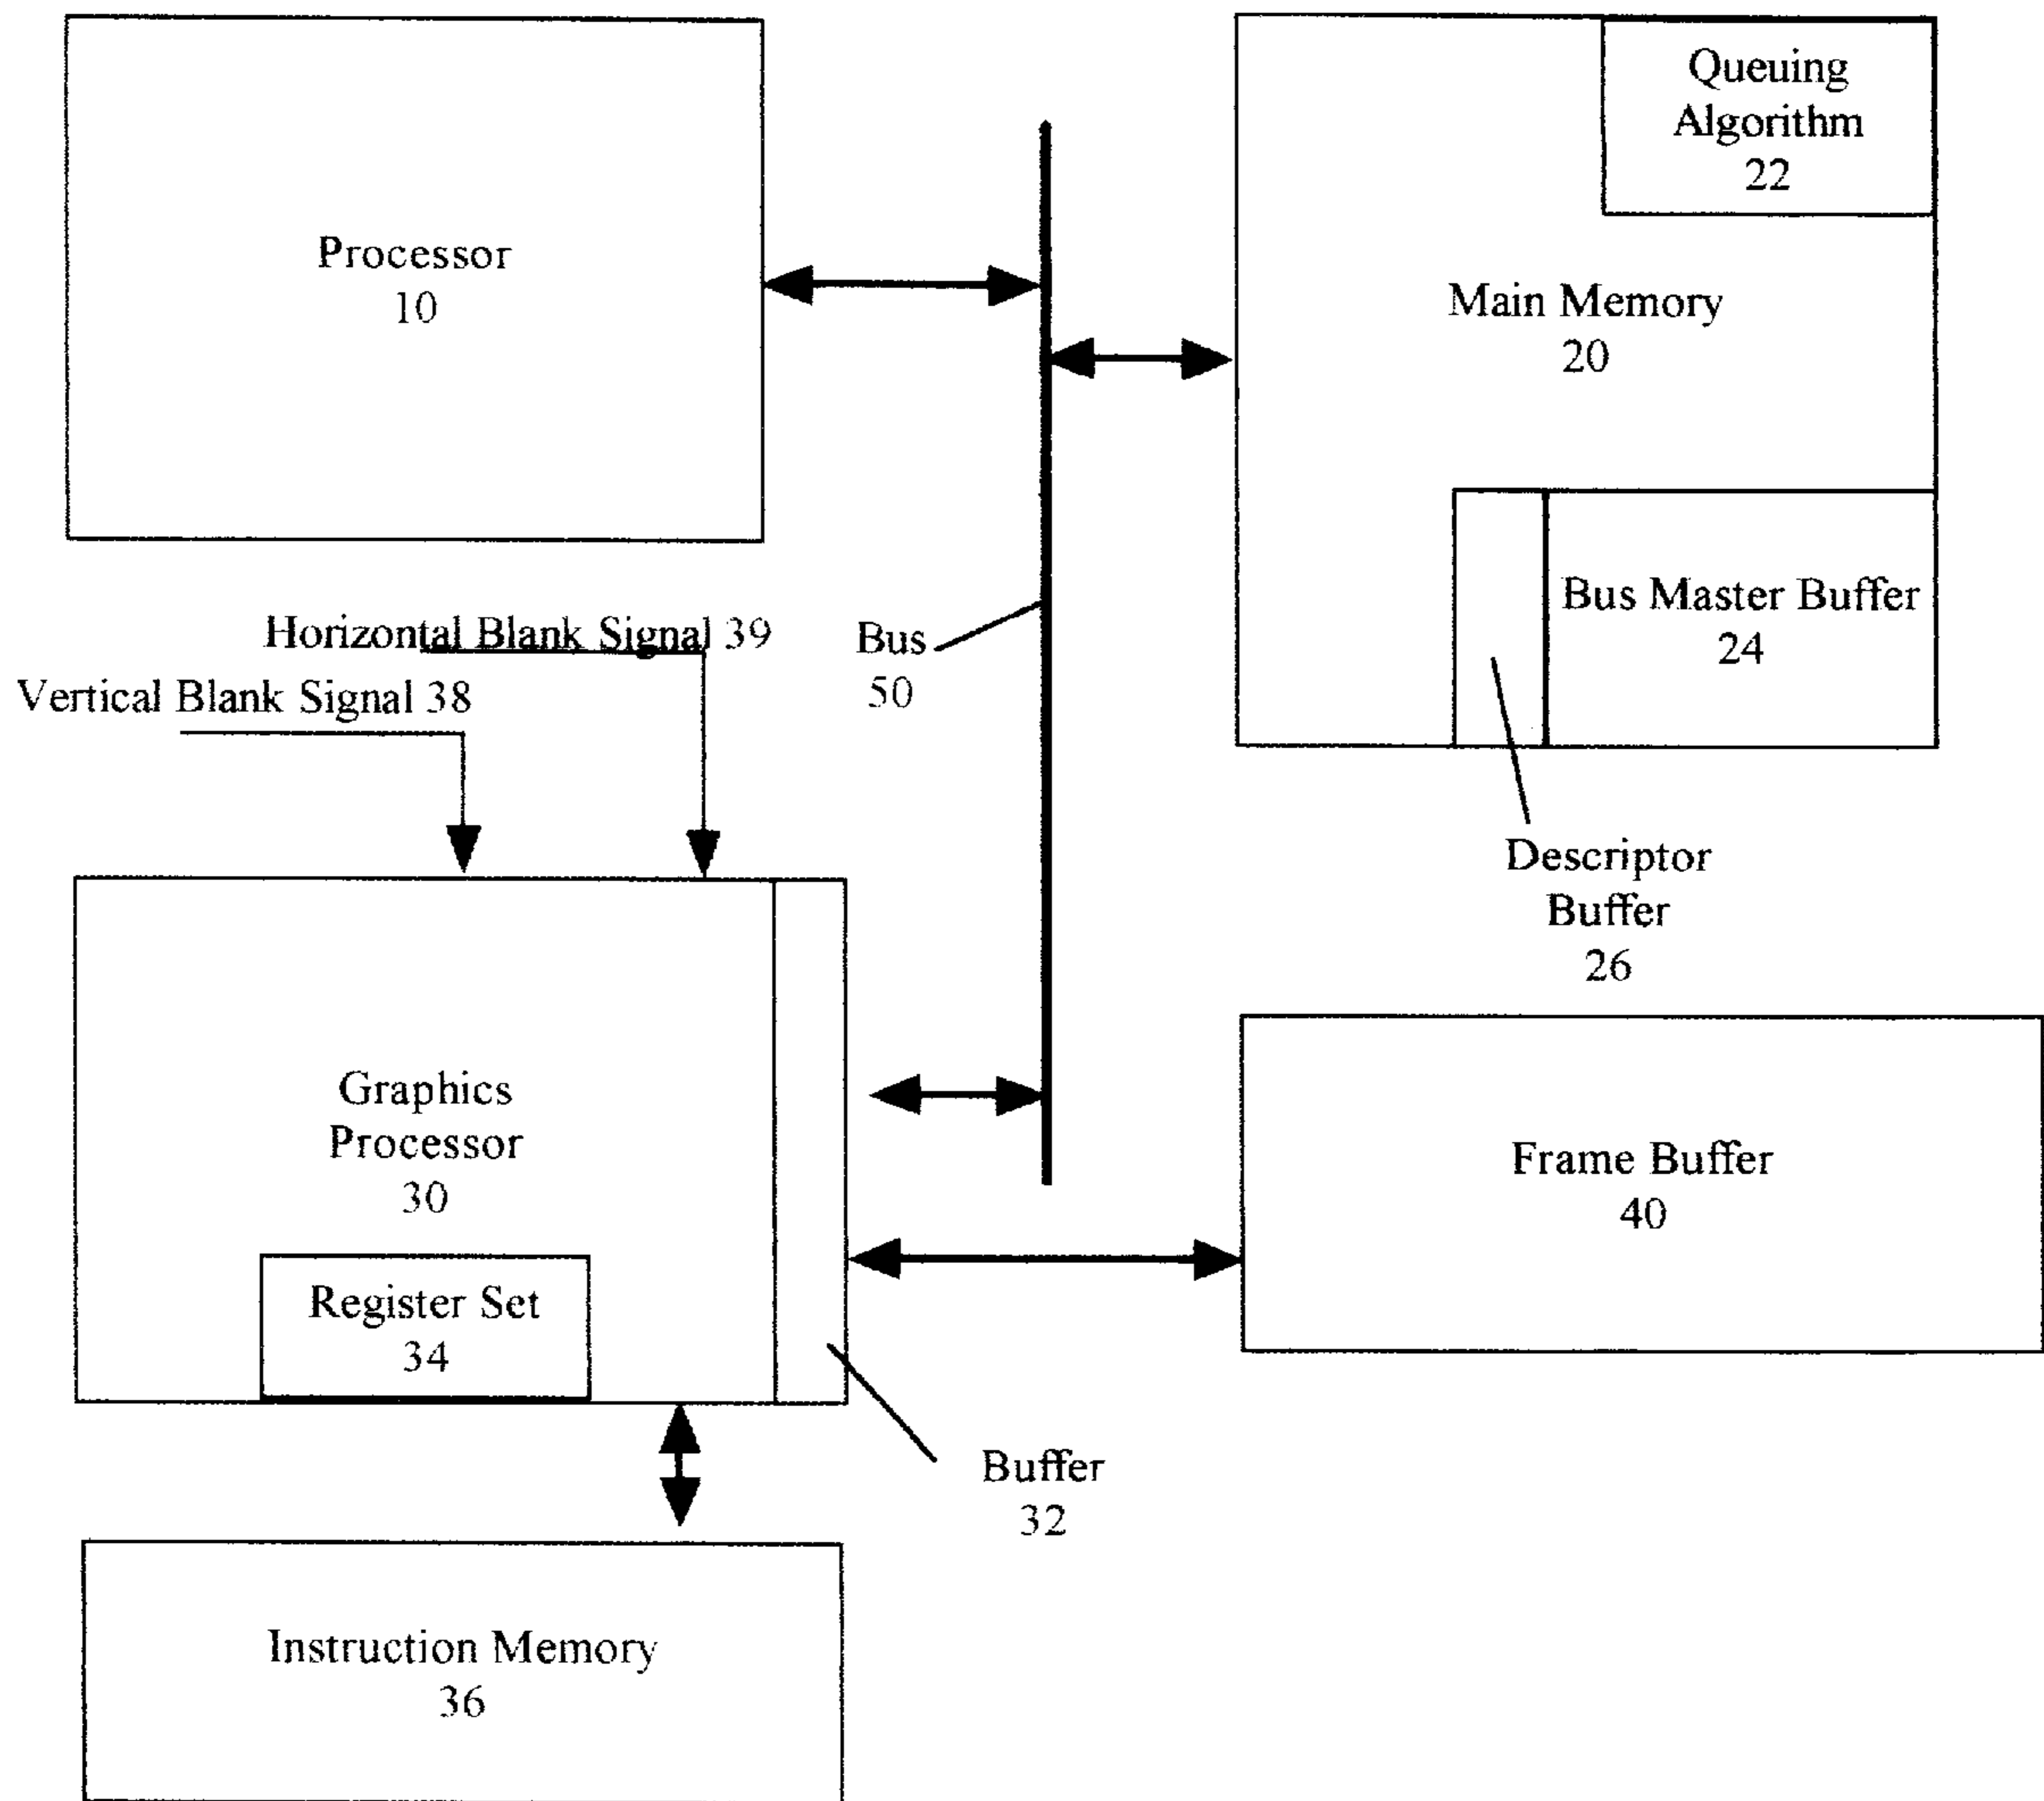 Queuing
Algorithm
22
Processor
10
Main Memory
20
Bus Master Buffer
24
Horizontal Blank Signal 39
Bus
50
Vertical Blank Signal 38
Descriptor
Buffer
26
Graphics
Processor
30
Frame Buffer
40
Register Set
34
Buffer
32
Instruction Memory
36